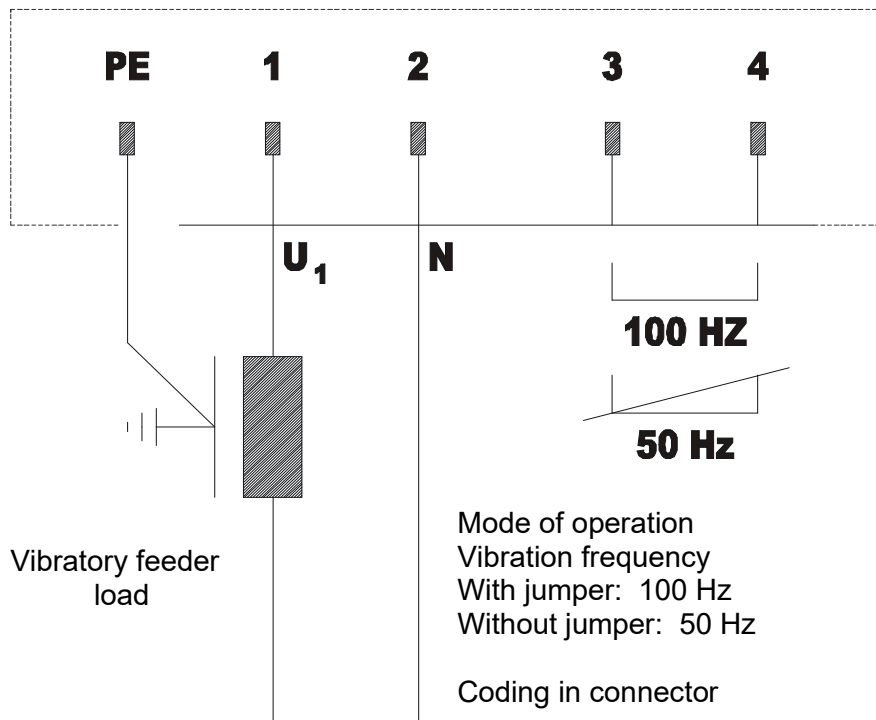 PE 1 2 3 4
U1 N
100 HZ
50 Hz
Vibratory feeder
load
Mode of operation
Vibration frequency
With jumper: 100 Hz
Without jumper: 50 Hz
Coding in connector